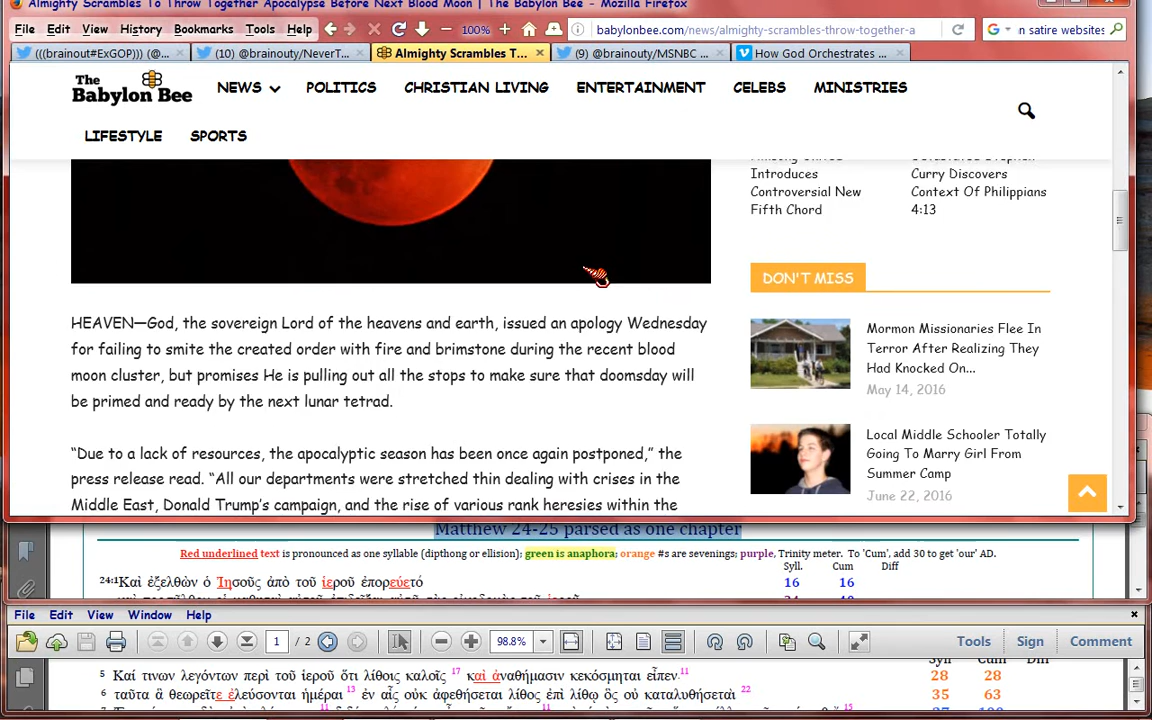 Almighty Scrambles To Throw Together Apocalypse Before Next Blood Moon | The Babylon Bee - Mozilla Firefox
File Edit View History Bookmarks Tools Help 100% babylonbee.com/news/almighty-scrambles-throw-together-a n satire websites
(((brainout#ExGOP))) (@... (10) @brainouty/NeverT... Almighty Scrambles T... (9) @brainouty/MSNBC ... How God Orchestrates ...
The Babylon Bee
NEWS POLITICS CHRISTIAN LIVING ENTERTAINMENT CELEBS MINISTRIES
LIFESTYLE SPORTS
Introduces
Controversial New
Fifth Chord
Curry Discovers
Context Of Philippians
4:13
DON'T MISS
HEAVEN—God, the sovereign Lord of the heavens and earth, issued an apology Wednesday
for failing to smite the created order with fire and brimstone during the recent blood
moon cluster, but promises He is pulling out all the stops to make sure that doomsday will
be primed and ready by the next lunar tetrad.
“Due to a lack of resources, the apocalyptic season has been once again postponed,” the
press release read. “All our departments were stretched thin dealing with crises in the
Middle East, Donald Trump’s campaign, and the rise of various rank heresies within the
Mormon Missionaries Flee In
Terror After Realizing They
Had Knocked On...
May 14, 2016
Local Middle Schooler Totally
Going To Marry Girl From
Summer Camp
June 22, 2016
Matthew 24-25 parsed as one chapter
Red underlined text is pronounced as one syllable (dipthong or ellision); green is anaphora; orange #s are sevenings; purple, Trinity meter. To 'Cum', add 30 to get 'our' AD.
Syll. Cum Diff
24:1 Καὶ ἐξελθὼν ὁ Ἰησοῦς ἀπὸ τοῦ ἱεροῦ ἐπορεύετό 16 16
File Edit View Window Help
1 / 2 98.8% Tools Sign Comment
5 Καί τινων λεγόντων περὶ τοῦ ἱεροῦ ὅτι λίθοις καλοῖς 17 καὶ ἀναθήμασιν κεκόσμηται εἶπεν· 11 28 28
6 ταῦτα ἃ θεωρεῖτε ἐλεύσονται ἡμέραι 13 ἐν αἷς οὐκ ἀφεθήσεται λίθος ἐπὶ λίθῳ ὃς οὐ καταλυθήσεται 22 35 63